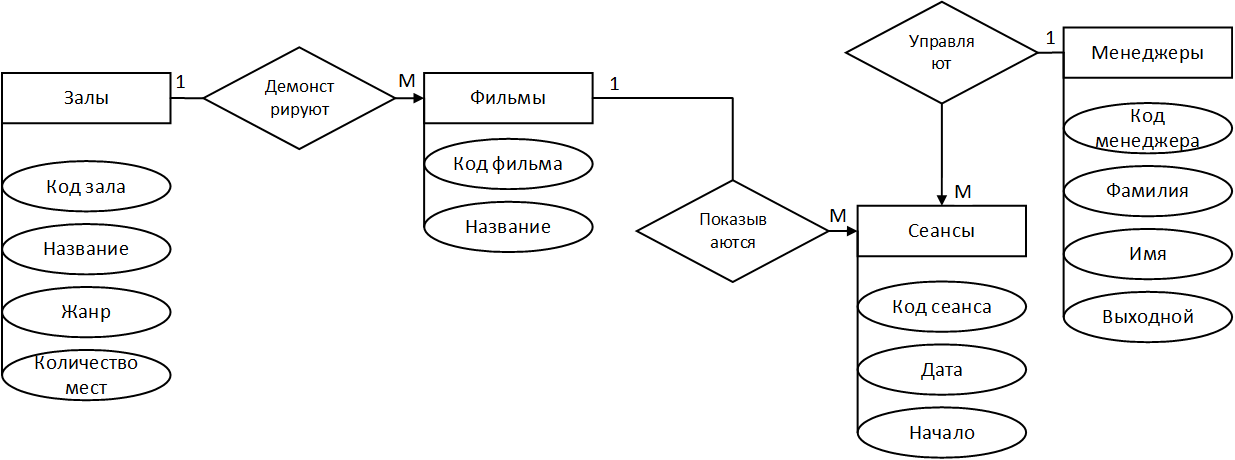 Залы
1
Демонст
рируют
М
Фильмы
1
Управля
ют
1
Менеджеры
Код зала
Название
Жанр
Количество
мест
Код фильма
Название
Показыв
аются
М
М
Сеансы
Код сеанса
Дата
Начало
Код
менеджера
Фамилия
Имя
Выходной